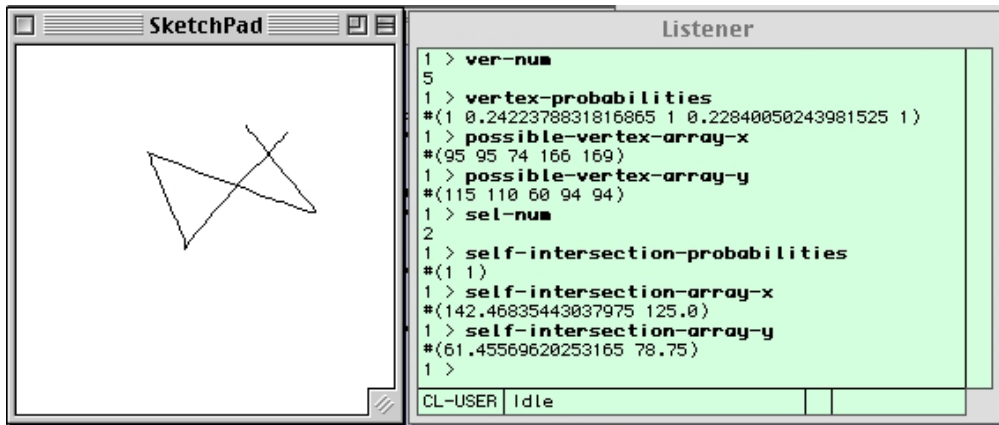 SketchPad
Listener
1 > ver-num
5
1 > vertex-probabilities
#(1 0.2422378831816865 1 0.22840050243981525 1)
1 > possible-vertex-array-x
#(95 95 74 166 169)
1 > possible-vertex-array-y
#(115 110 60 94 94)
1 > sel-num
2
1 > self-intersection-probabilities
#(1 1)
1 > self-intersection-array-x
#(142.46835443037975 125.0)
1 > self-intersection-array-y
#(61.45569620253165 78.75)
1 >
CL-USER Idle